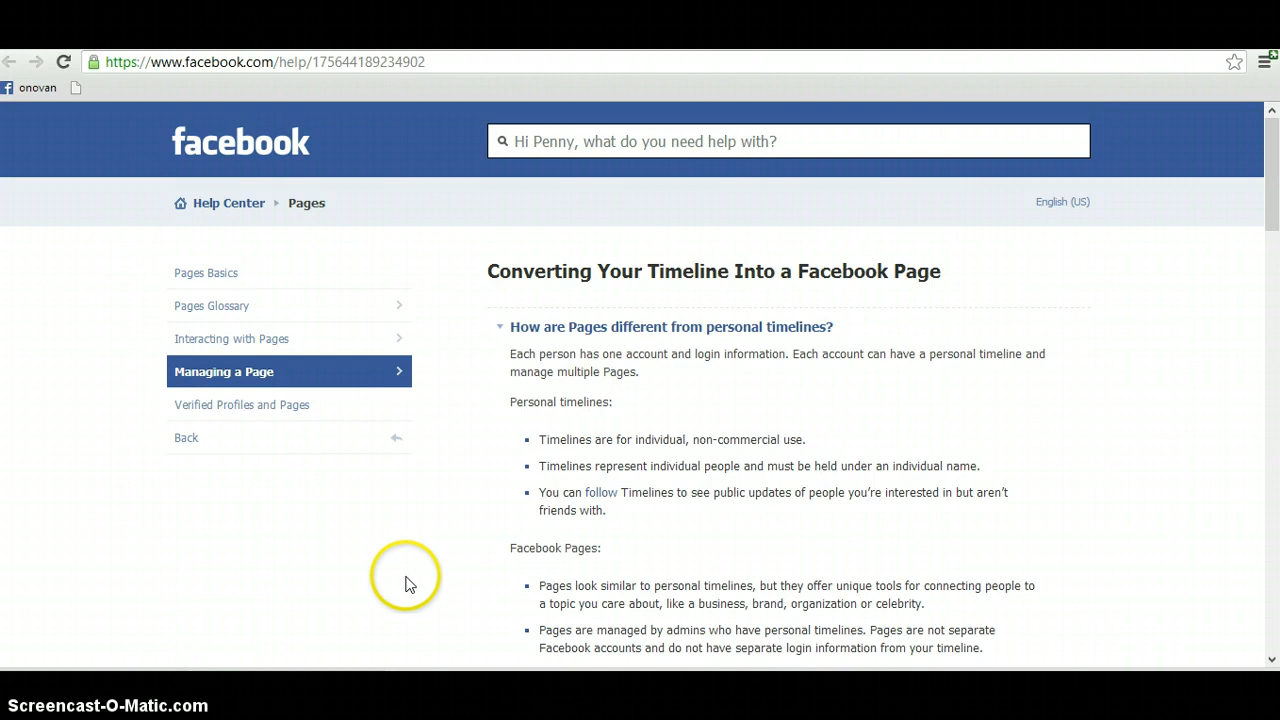 https://www.facebook.com/help/175644189234902
onovan
facebook
Hi Penny, what do you need help with?
Help Center
Pages
English (US)
Pages Basics
Pages Glossary
Interacting with Pages
Managing a Page
Verified Profiles and Pages
Back
Converting Your Timeline Into a Facebook Page
How are Pages different from personal timelines?
Each person has one account and login information. Each account can have a personal timeline and
manage multiple Pages.
Personal timelines:
Timelines are for individual, non-commercial use.
Timelines represent individual people and must be held under an individual name.
You can follow Timelines to see public updates of people you’re interested in but aren’t
friends with.
Facebook Pages:
Pages look similar to personal timelines, but they offer unique tools for connecting people to
a topic you care about, like a business, brand, organization or celebrity.
Pages are managed by admins who have personal timelines. Pages are not separate
Facebook accounts and do not have separate login information from your timeline.
Screencast-O-Matic.com